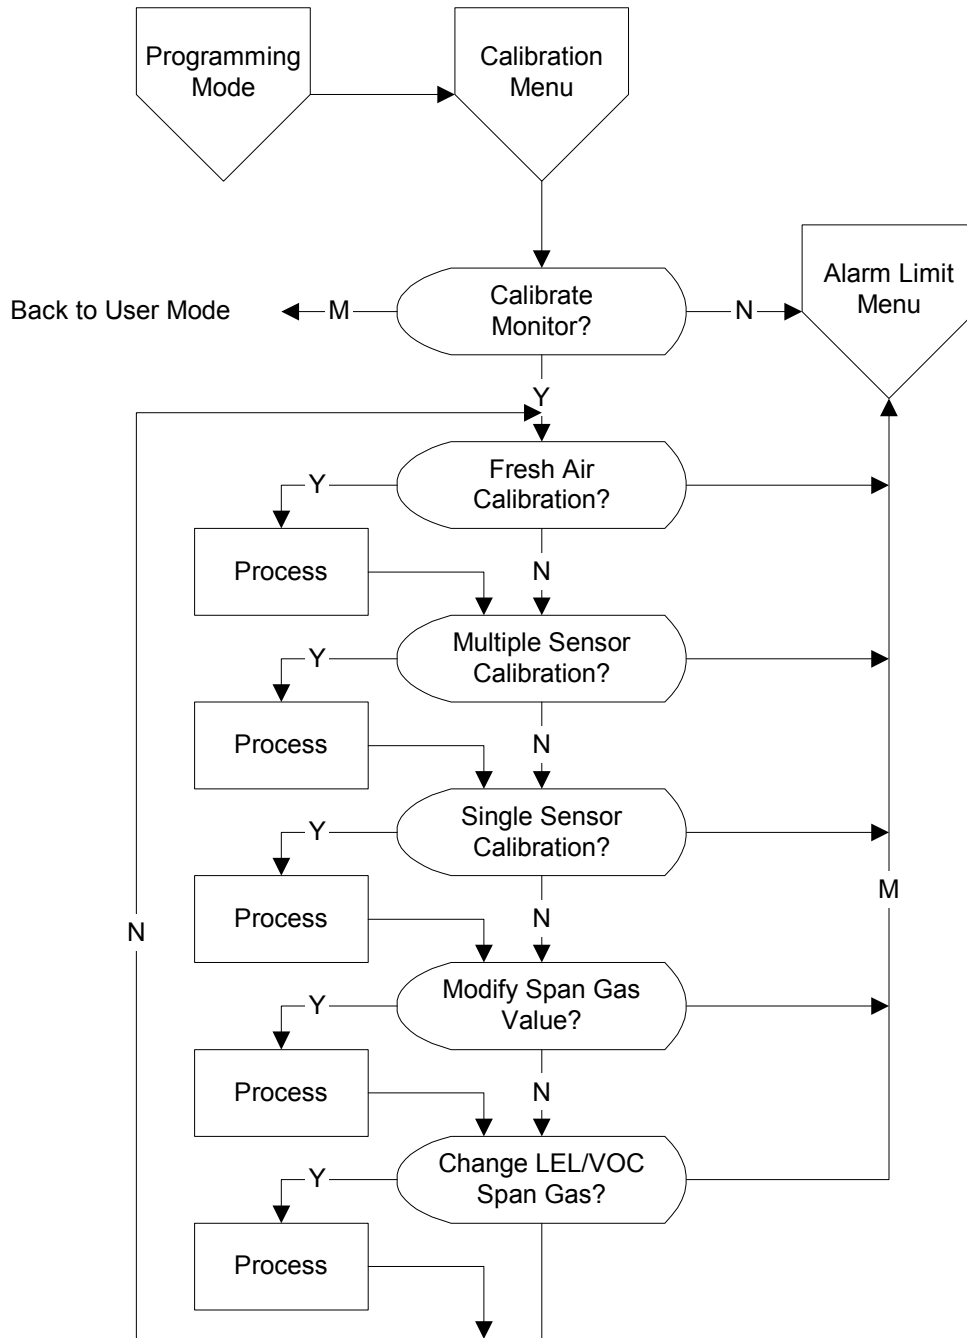 Programming
Mode
Calibration
Menu
Alarm Limit
Menu
Back to User Mode
M
Calibrate
Monitor?
N
Y
Fresh Air
Calibration?
Y
Process
N
Multiple Sensor
Calibration?
Y
Process
N
Single Sensor
Calibration?
Y
M
Process
N
N
Modify Span Gas
Value?
Y
Process
N
Change LEL/VOC
Span Gas?
Y
Process